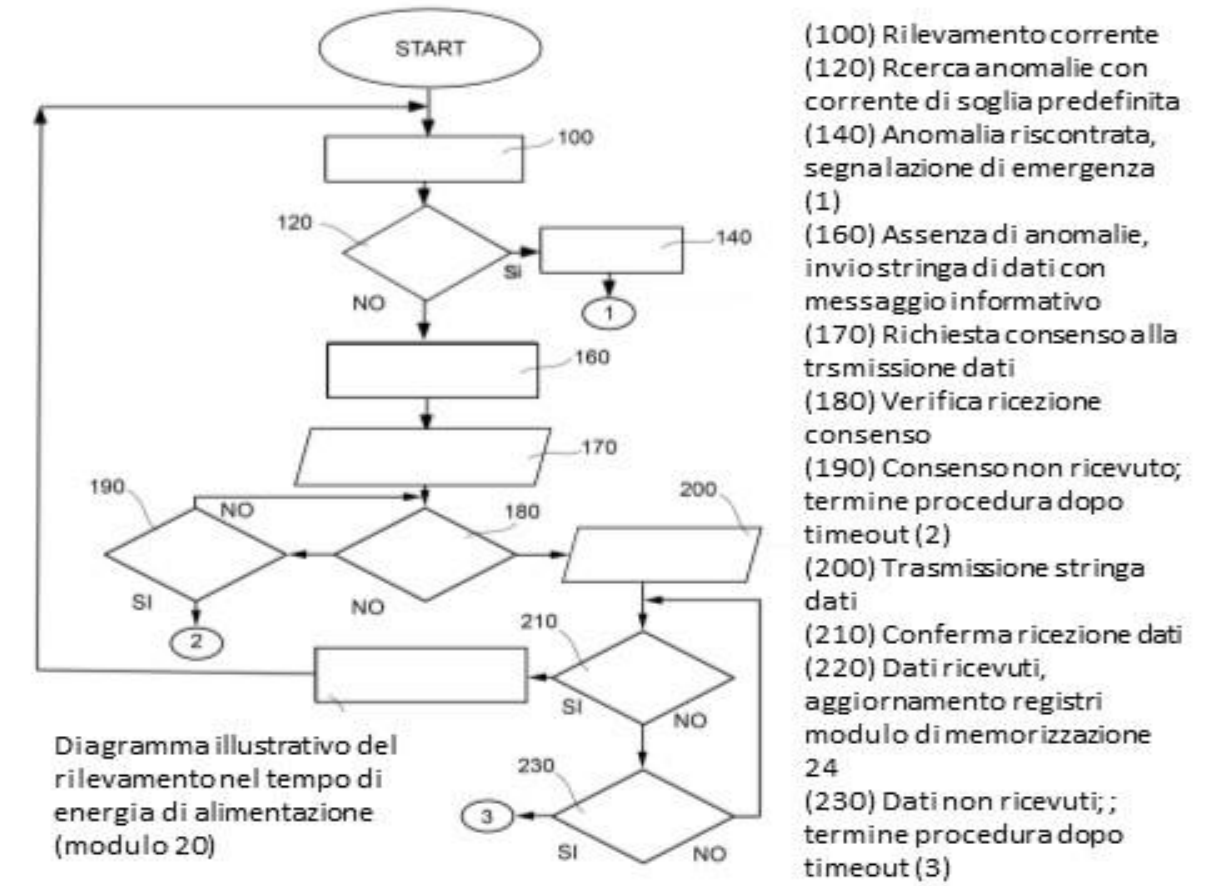 START
100
120
Si
140
NO
1
160
170
190
NO
180
200
SI
NO
2
210
SI
NO
230
3
SI
NO
Diagramma illustrativo del
rilevamento nel tempo di
energia di alimentazione
(modulo 20)
(100) Rilevamento corrente
(120) Rcerca anomalie con
corrente di soglia predefinita
(140) Anomalia riscontrata,
segnalazione di emergenza
(1)
(160) Assenza di anomalie,
invio stringa di dati con
messaggio informativo
(170) Richiesta consenso alla
trsmissione dati
(180) Verifica ricezione
consenso
(190) Consenso non ricevuto;
termine procedura dopo
timeout (2)
(200) Trasmissione stringa
dati
(210) Conferma ricezione dati
(220) Dati ricevuti,
aggiornamento registri
modulo di memorizzazione
24
(230) Dati non ricevuti; ;
termine procedura dopo
timeout (3)